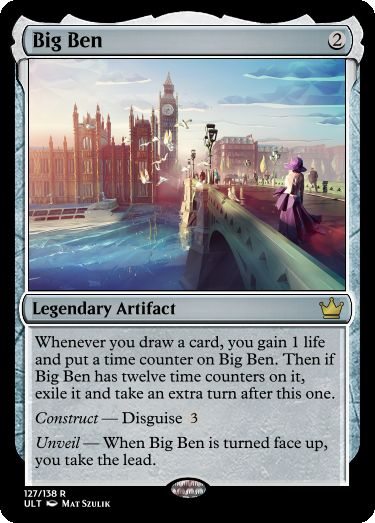 Big Ben 2
Legendary Artifact
Whenever you draw a card, you gain 1 life
and put a time counter on Big Ben. Then if
Big Ben has twelve time counters on it,
exile it and take an extra turn after this one.
Construct — Disguise 3
Unveil — When Big Ben is turned face up,
you take the lead.
127/138 R
ULT Mat Szulik